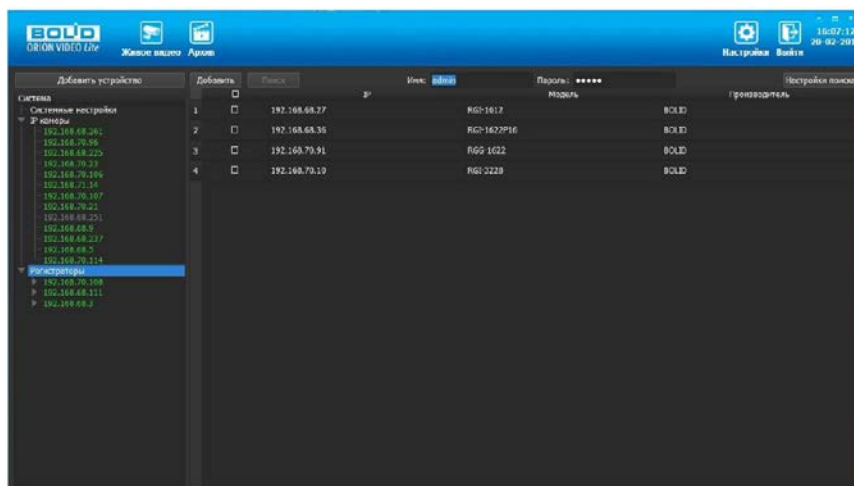 BOLID
ORION VIDEO Lite
Живое видео
Архив
Настройки
Выйти
16:07:12
20-02-201
Добавить устройство
Добавить
Поиск
Имя: admin
Пароль: •••••
Настройки поиска
Система
Системные настройки
IP камеры
192.168.68.241
192.168.70.96
192.168.68.225
192.168.70.23
192.168.70.106
192.168.71.14
192.168.70.107
192.168.70.21
192.168.68.251
192.168.68.9
192.168.68.237
192.168.68.5
192.168.70.114
Регистраторы
192.168.70.108
192.168.68.111
192.168.68.3
IP Модель Производитель
1 192.168.68.27 RGI-1612 BOLID
2 192.168.68.36 RGI-1622P16 BOLID
3 192.168.70.91 RGG-1622 BOLID
4 192.168.70.10 RGI-3228 BOLID